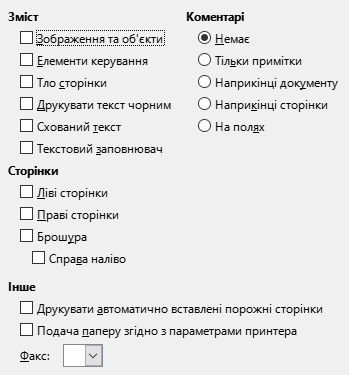 Зміст
Зображення та об'єкти
Елементи керування
Тло сторінки
Друкувати текст чорним
Схований текст
Текстовий заповнювач
Коментарі
Немає
Тільки примітки
Наприкінці документу
Наприкінці сторінки
На полях
Сторінки
Ліві сторінки
Праві сторінки
Брошура
Справа наліво
Інше
Друкувати автоматично вставлені порожні сторінки
Подача паперу згідно з параметрами принтера
Факс: